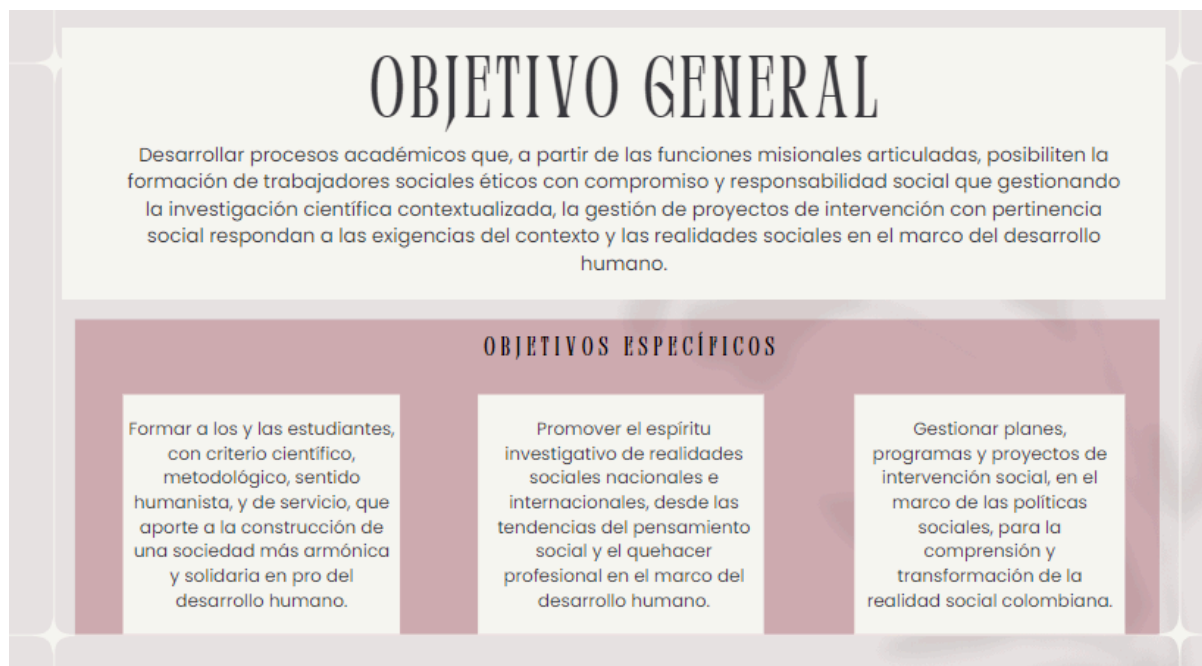 OBJETIVO GENERAL
Desarrollar procesos académicos que, a partir de las funciones misionales articuladas, posibiliten la
formación de trabajadores sociales éticos con compromiso y responsabilidad social que gestionando
la investigación científica contextualizada, la gestión de proyectos de intervención con pertinencia
social respondan a las exigencias del contexto y las realidades sociales en el marco del desarrollo
humano.
OBJETIVOS ESPECÍFICOS
Formar a los y las estudiantes,
con criterio científico,
metodológico, sentido
humanista, y de servicio, que
aporte a la construcción de
una sociedad más armónica
y solidaria en pro del
desarrollo humano.
Promover el espíritu
investigativo de realidades
sociales nacionales e
internacionales, desde las
tendencias del pensamiento
social y el quehacer
profesional en el marco del
desarrollo humano.
Gestionar planes,
programas y proyectos de
intervención social, en el
marco de las políticas
sociales, para la
comprensión y
transformación de la
realidad social colombiana.